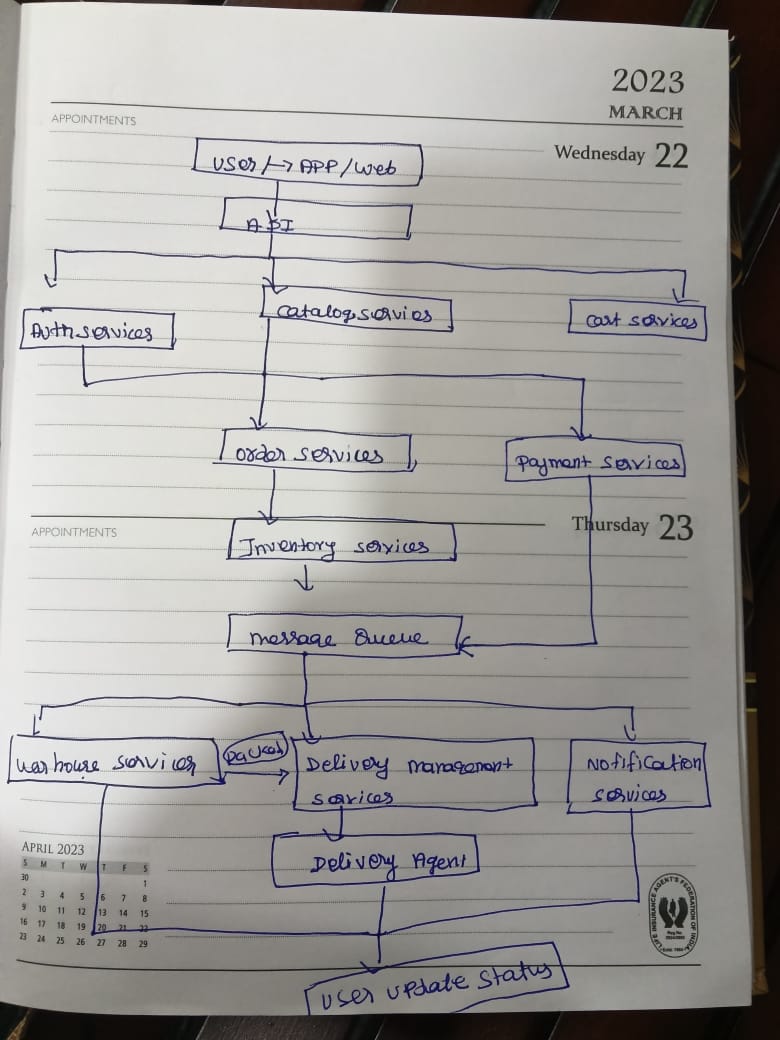 2023
MARCH
APPOINTMENTS
Wednesday 22
User /→ APP/Web
API
Auth services
Catalog servies
Cart services
Order services
Payment services
APPOINTMENTS
Thursday 23
Inventory services
message Queue
Warhouse services
packed
Delivery management
services
Notification
services
Delivery Agent
APRIL 2023
S M T W T F S
30 1
2 3 4 5 6 7 8
9 10 11 12 13 14 15
16 17 18 19 20 21 22
23 24 25 26 27 28 29
LIFE INSURANCE AGENT'S FEDERATION OF INDIA
User update status